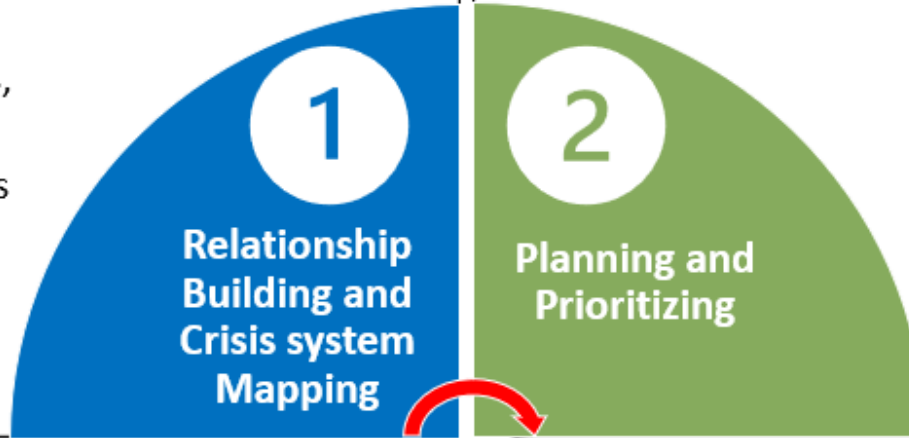 1
Relationship
Building and
Crisis system
Mapping
2
Planning and
Prioritizing